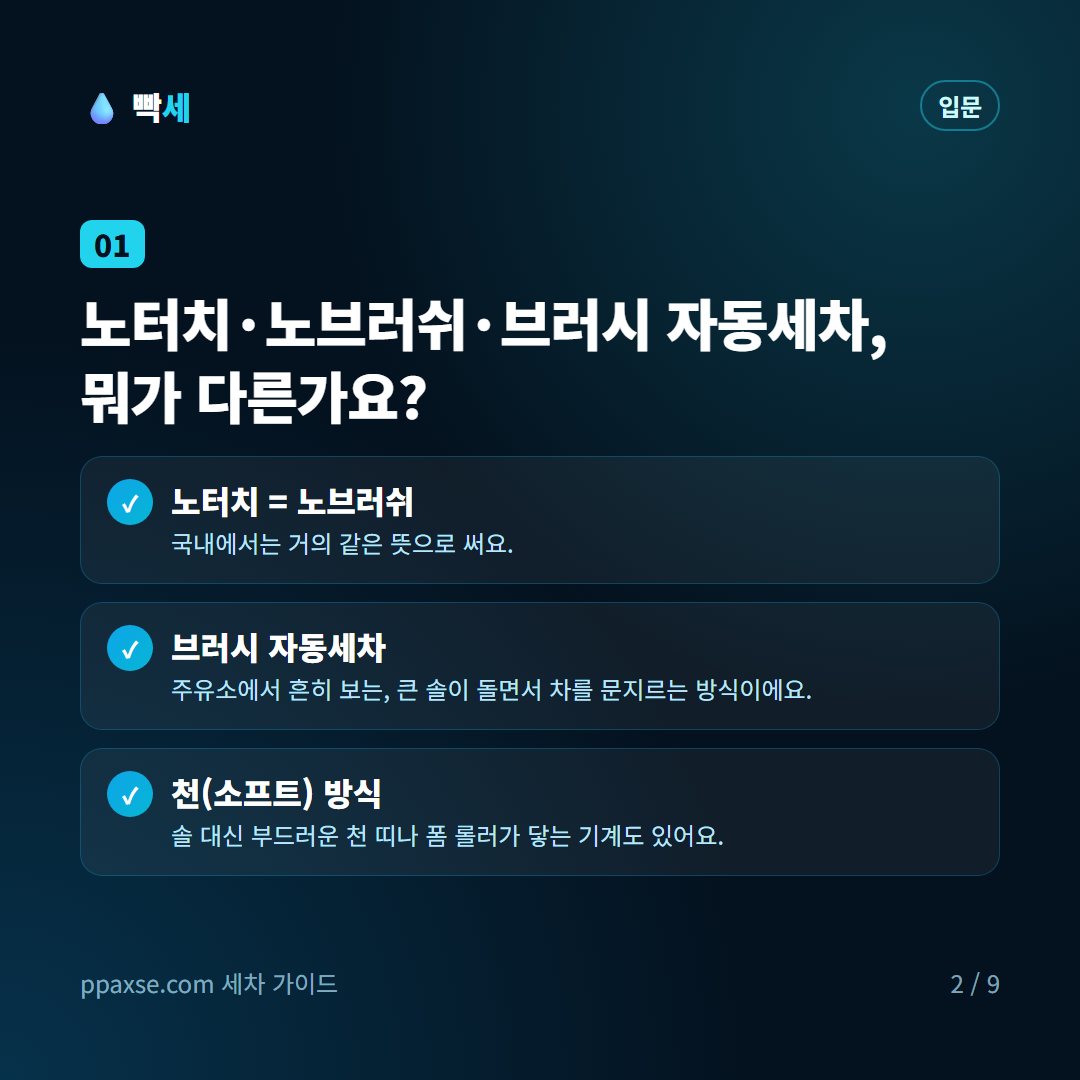 빡세
입문
01
노터치·노브러쉬·브러시 자동세차,
뭐가 다른가요?
노터치 = 노브러쉬
국내에서는 거의 같은 뜻으로 써요.
브러시 자동세차
주유소에서 흔히 보는, 큰 솔이 돌면서 차를 문지르는 방식이에요.
천(소프트) 방식
솔 대신 부드러운 천 띠나 폼 롤러가 닿는 기계도 있어요.
ppaxse.com 세차 가이드
2 / 9